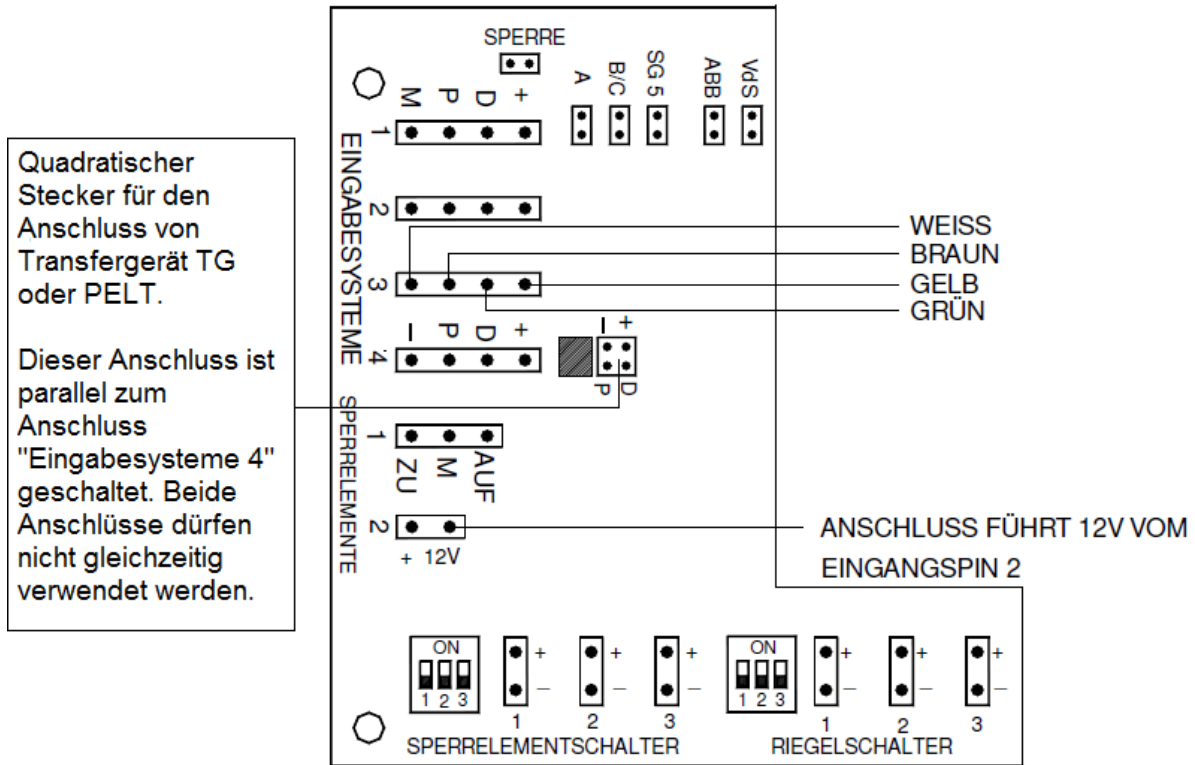 Quadratischer
Stecker für den
Anschluss von
Transfergerät TG
oder PELT.
Dieser Anschluss ist
parallel zum
Anschluss
"Eingabesysteme 4"
geschaltet. Beide
Anschlüsse dürfen
nicht gleichzeitig
verwendet werden.
SPERRE
A B/C SG 5 ABB VdS
M P D +
EINGABESYSTEME
1
2
3
4
WEISS
BRAUN
GELB
GRÜN
– P D +
– +
P D
SPERRELEMENTE
1
ZU M AUF
2
+ 12V
ANSCHLUSS FÜHRT 12V VOM
EINGANGSPIN 2
ON
1 2 3
+ + +
– – –
1 2 3
SPERRELEMENTSCHALTER
ON
1 2 3
+ + +
– – –
1 2 3
RIEGELSCHALTER